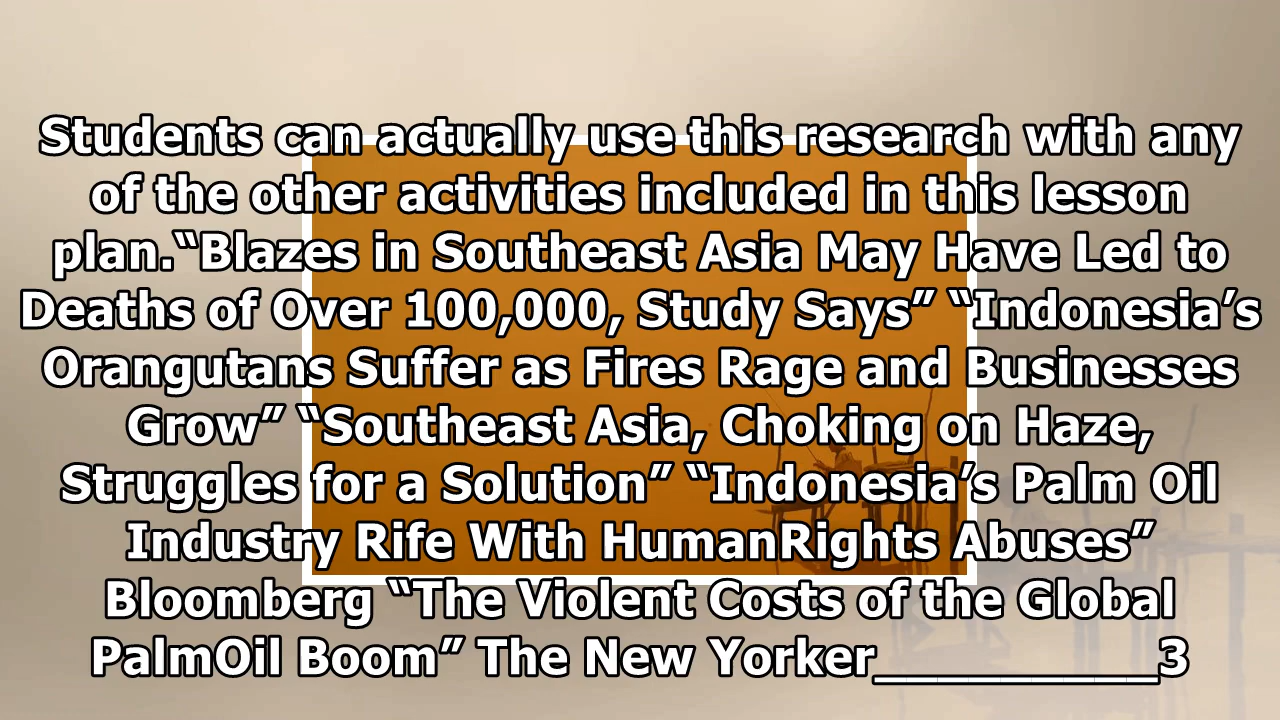 Students can actually use this research with any
of the other activities included in this lesson
plan.“Blazes in Southeast Asia May Have Led to
Deaths of Over 100,000, Study Says” “Indonesia’s
Orangutans Suffer as Fires Rage and Businesses
Grow” “Southeast Asia, Choking on Haze,
Struggles for a Solution” “Indonesia’s Palm Oil
Industry Rife With HumanRights Abuses”
Bloomberg “The Violent Costs of the Global
PalmOil Boom” The New Yorker___________3